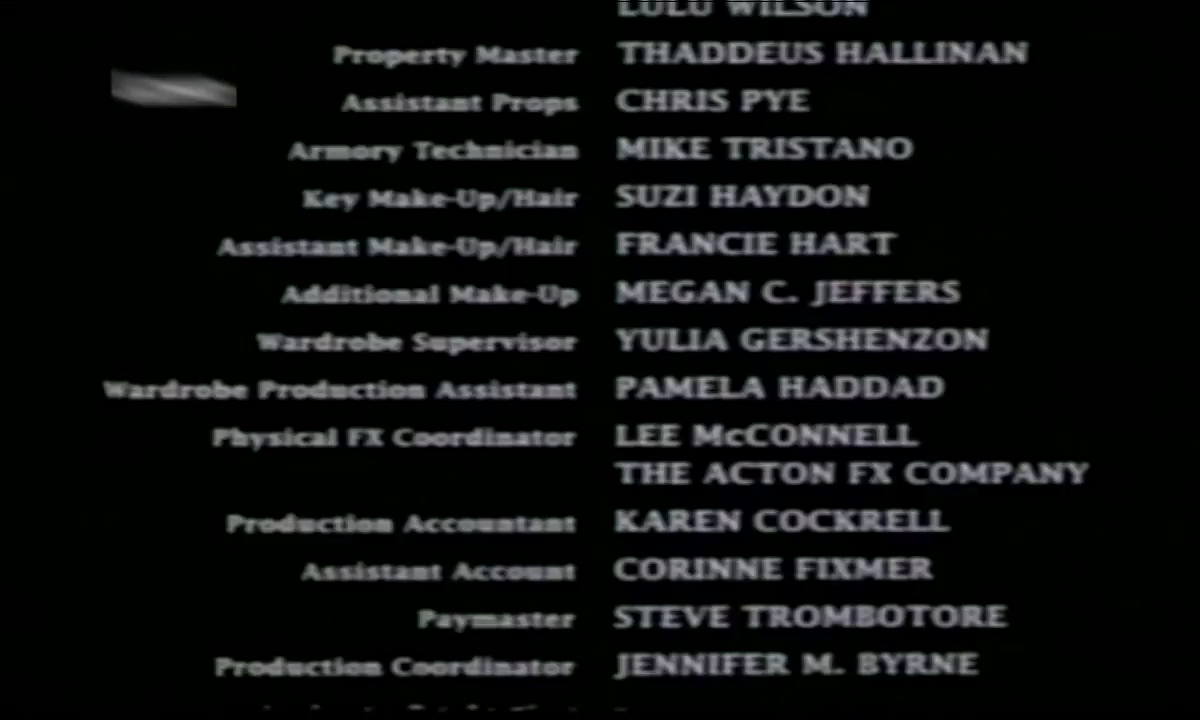 LULU WILSON
Property Master THADDEUS HALLINAN
Assistant Props CHRIS PYE
Armory Technician MIKE TRISTANO
Key Make-Up/Hair SUZI HAYDON
Assistant Make-Up/Hair FRANCIE HART
Additional Make-Up MEGAN C. JEFFERS
Wardrobe Supervisor YULIA GERSHENZON
Wardrobe Production Assistant PAMELA HADDAD
Physical FX Coordinator LEE McCONNELL
THE ACTON FX COMPANY
Production Accountant KAREN COCKRELL
Assistant Account CORINNE FIXMER
Paymaster STEVE TROMBOTORE
Production Coordinator JENNIFER M. BYRNE